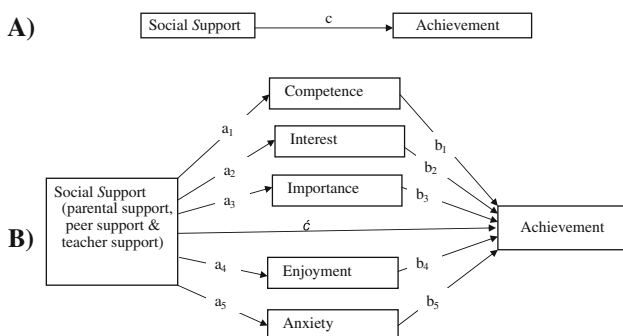 A)
Social Support
c
Achievement
Competence
a1
b1
Interest
a2
b2
Importance
a3
b3
Social Support
(parental support,
peer support &
teacher support)
B)
ć
Achievement
a4
Enjoyment
b4
a5
Anxiety
b5